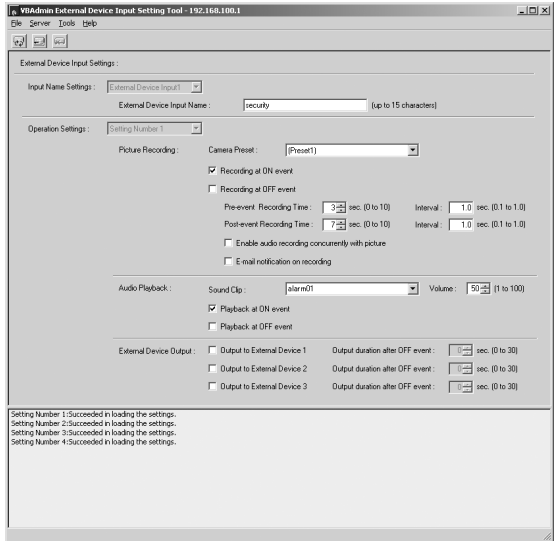 VBAdmin External Device Input Setting Tool - 192.168.100.1
File Server Tools Help
External Device Input Settings :
Input Name Settings : External Device Input1
External Device Input Name : security (up to 15 characters)
Operation Settings : Setting Number 1
Picture Recording : Camera Preset : (Preset1)
Recording at ON event
Recording at OFF event
Pre-event Recording Time : 3 sec. (0 to 10) Interval : 1.0 sec. (0.1 to 1.0)
Post-event Recording Time : 7 sec. (0 to 10) Interval : 1.0 sec. (0.1 to 1.0)
Enable audio recording concurrently with picture
E-mail notification on recording
Audio Playback : Sound Clip : alarm01 Volume : 50 (1 to 100)
Playback at ON event
Playback at OFF event
External Device Output : Output to External Device 1 Output duration after OFF event : 0 sec. (0 to 30)
Output to External Device 2 Output duration after OFF event : 0 sec. (0 to 30)
Output to External Device 3 Output duration after OFF event : 0 sec. (0 to 30)
Setting Number 1:Succeeded in loading the settings.
Setting Number 2:Succeeded in loading the settings.
Setting Number 3:Succeeded in loading the settings.
Setting Number 4:Succeeded in loading the settings.